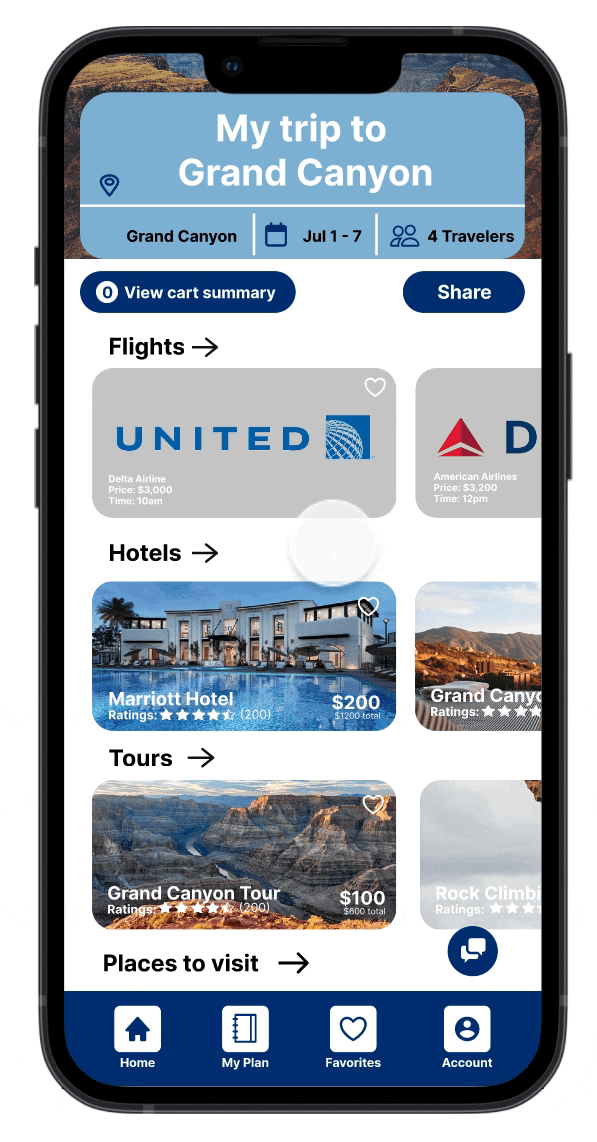 My trip to
Grand Canyon
Grand Canyon
Jul 1 - 7
4 Travelers
0 View cart summary
Share
Flights
UNITED
Delta Airline
Price: $3,000
Time: 10am
D
American Airlines
Price: $3,200
Time: 12pm
Hotels
Marriott Hotel
Ratings: (200)
$200
$1200 total
Grand Canyo
Ratings:
Tours
Grand Canyon Tour
Ratings: (200)
$100
$600 total
Rock Climbi
Ratings:
Places to visit
Home
My Plan
Favorites
Account